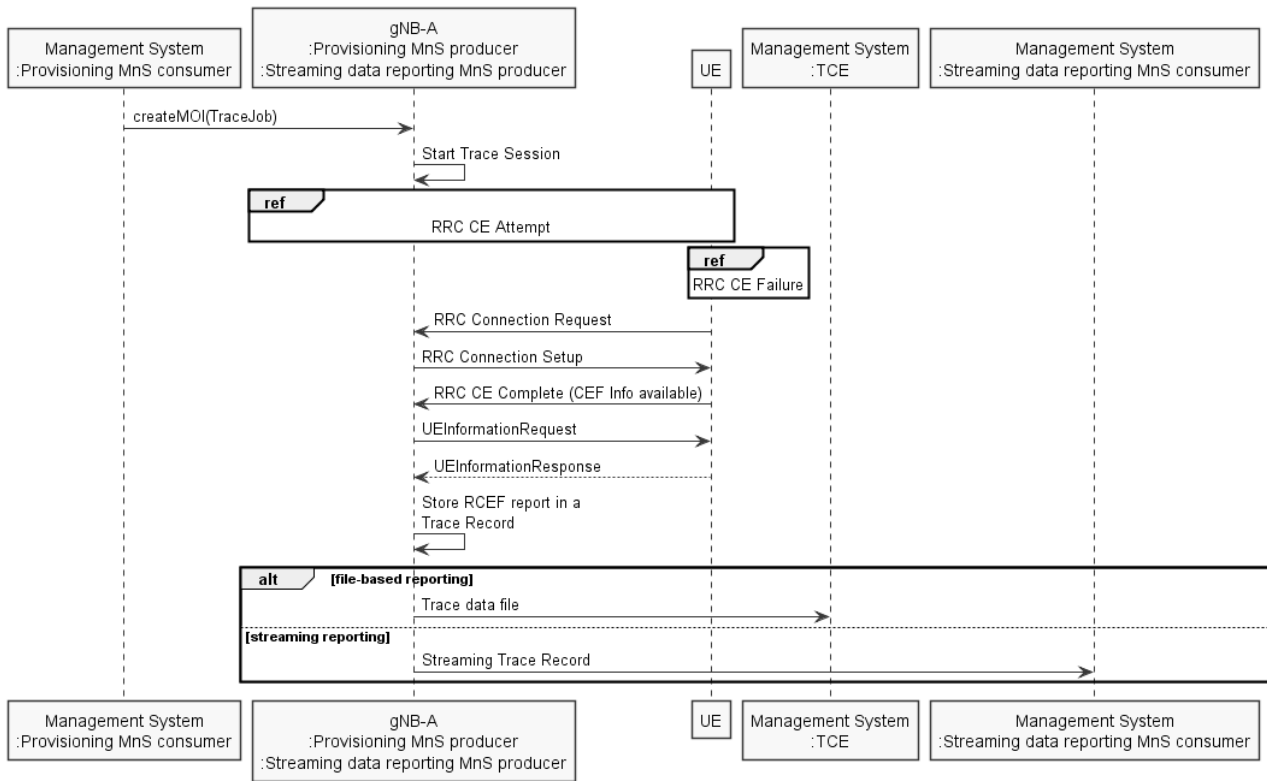 Management System
:Provisioning MnS consumer
gNB-A
:Provisioning MnS producer
:Streaming data reporting MnS producer
UE
Management System
:TCE
Management System
:Streaming data reporting MnS consumer
createMOI(TraceJob)
Start Trace Session
ref
RRC CE Attempt
ref
RRC CE Failure
RRC Connection Request
RRC Connection Setup
RRC CE Complete (CEF Info available)
UEInformationRequest
UEInformationResponse
Store RCEF report in a
Trace Record
alt [file-based reporting]
Trace data file
[streaming reporting]
Streaming Trace Record
Management System
:Provisioning MnS consumer
gNB-A
:Provisioning MnS producer
:Streaming data reporting MnS producer
UE
Management System
:TCE
Management System
:Streaming data reporting MnS consumer